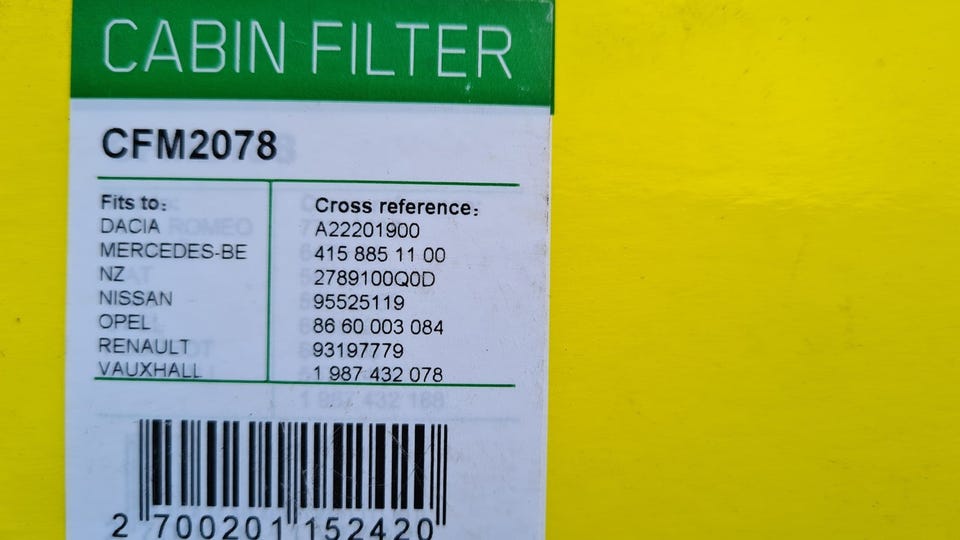 CABIN FILTER
CFM2078
Fits to:
DACIA
MERCEDES-BE
NZ
NISSAN
OPEL
RENAULT
VAUXHALL
Cross reference:
A22201900
415 885 11 00
2789100Q0D
95525119
86 60 003 084
93197779
1 987 432 078
2 700201 152420